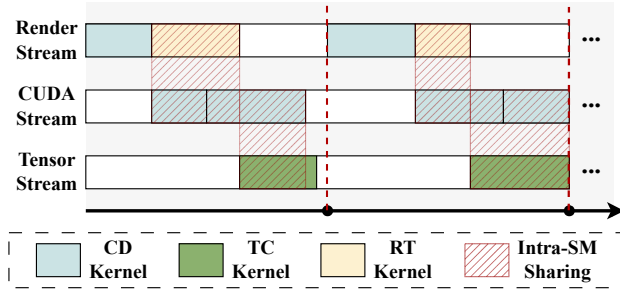 Render
Stream
...
CUDA
Stream
...
Tensor
Stream
...
CD
Kernel
TC
Kernel
RT
Kernel
Intra-SM
Sharing